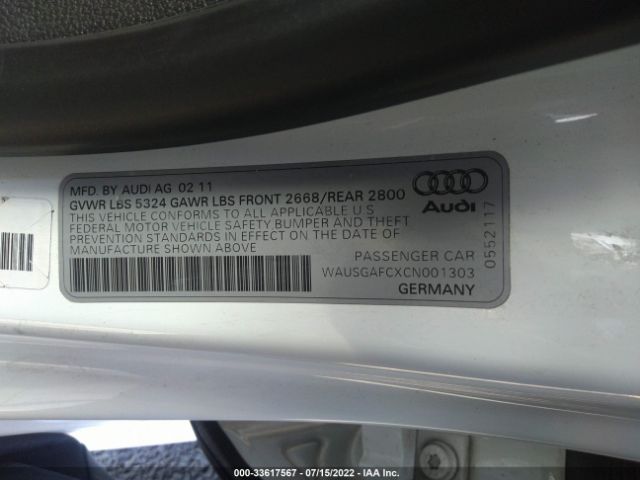 MFD. BY AUDI AG 02 11
GVWR LBS 5324 GAWR LBS FRONT 2668/REAR 2800
THIS VEHICLE CONFORMS TO ALL APPLICABLE U S
FEDERAL MOTOR VEHICLE SAFETY BUMPER AND THEFT
PREVENTION STANDARDS IN EFFECT ON THE DATE OF
MANUFACTURE SHOWN ABOVE
Audi
0552117
PASSENGER CAR
WAUSGAFCXCN001303
GERMANY
000-33617567 - 07/15/2022 - IAA Inc.